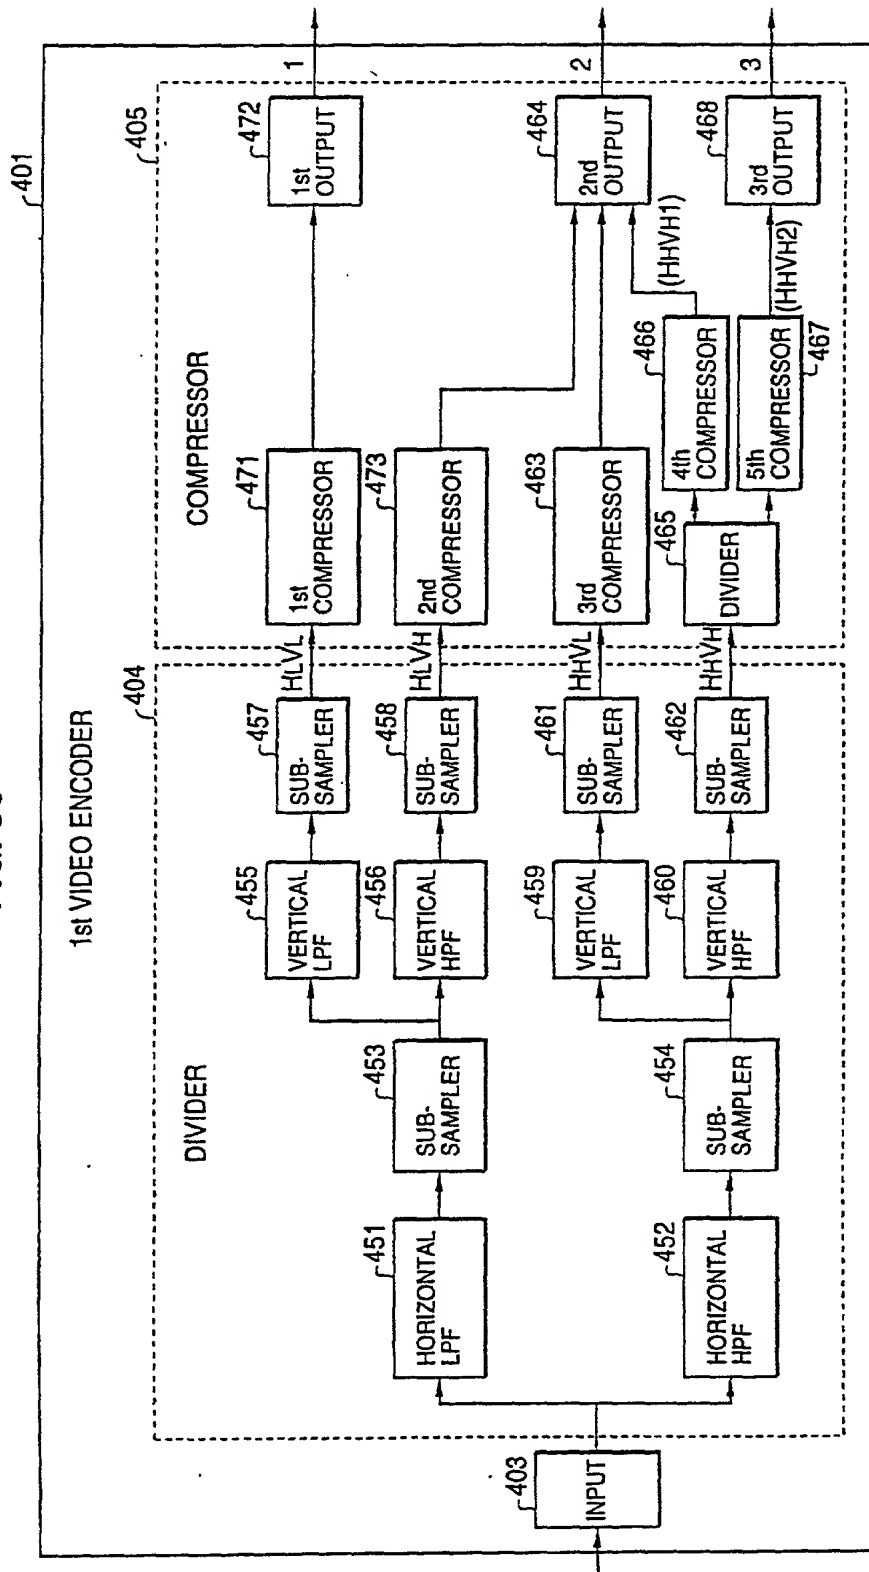 1st VIDEO ENCODER
401
404
405
DIVIDER
COMPRESSOR
403
INPUT
451
HORIZONTAL
LPF
453
SUB-
SAMPLER
455
VERTICAL
LPF
457
SUB-
SAMPLER
HLVL
471
1st
COMPRESSOR
472
1st
OUTPUT
1
456
VERTICAL
HPF
458
SUB-
SAMPLER
HLVH
473
2nd
COMPRESSOR
452
HORIZONTAL
HPF
454
SUB-
SAMPLER
459
VERTICAL
LPF
461
SUB-
SAMPLER
HHVL
463
3rd
COMPRESSOR
464
2nd
OUTPUT
2
460
VERTICAL
HPF
462
SUB-
SAMPLER
HHVH
465
DIVIDER
466
4th
COMPRESSOR
(HHVH1)
467
5th
COMPRESSOR
(HHVH2)
468
3rd
OUTPUT
3